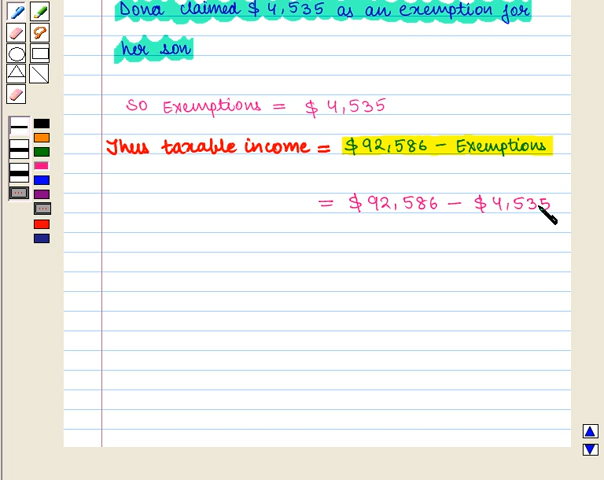 Dona claimed $ 4,535 as an exemption for
her son
So Exemptions = $ 4,535
Thus taxable income = $92,586 - Exemptions
= $92,586 - $4,535